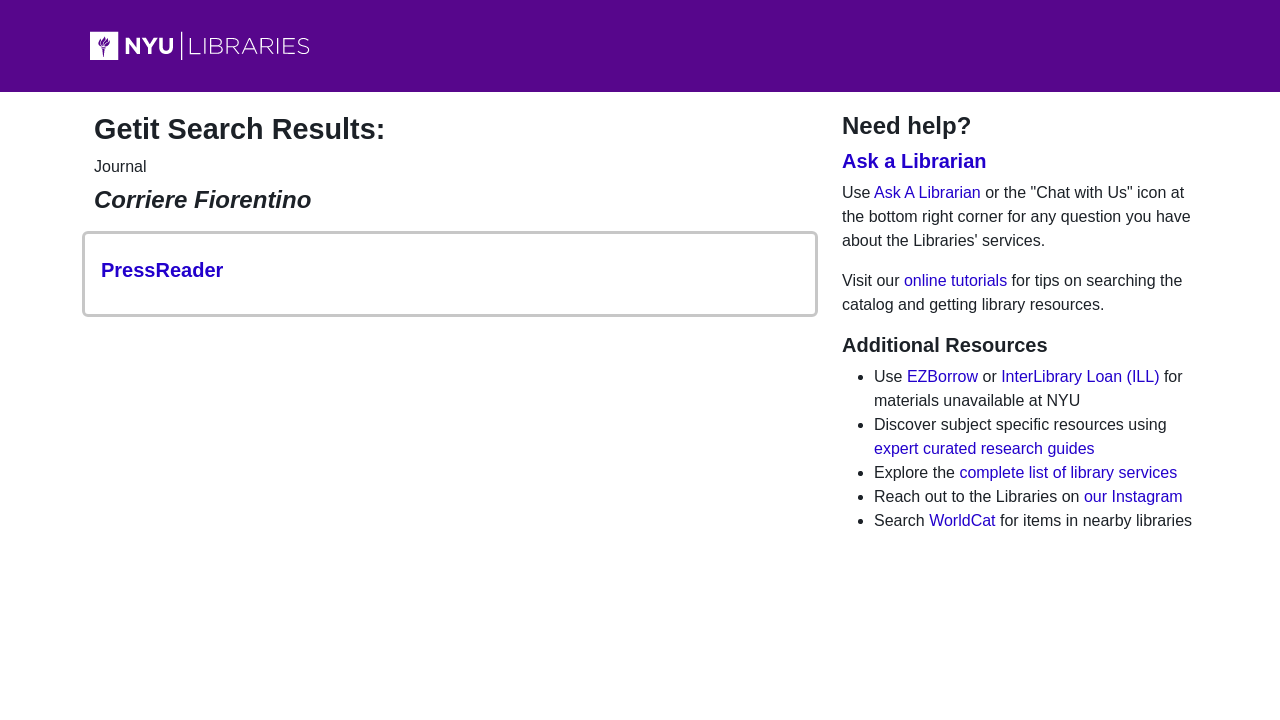 NYU LIBRARIES
Getit Search Results:
Journal
Corriere Fiorentino
PressReader
Need help?
Ask a Librarian
Use Ask A Librarian or the "Chat with Us" icon at
the bottom right corner for any question you have
about the Libraries' services.
Visit our online tutorials for tips on searching the
catalog and getting library resources.
Additional Resources
Use EZBorrow or InterLibrary Loan (ILL) for
materials unavailable at NYU
Discover subject specific resources using
expert curated research guides
Explore the complete list of library services
Reach out to the Libraries on our Instagram
Search WorldCat for items in nearby libraries